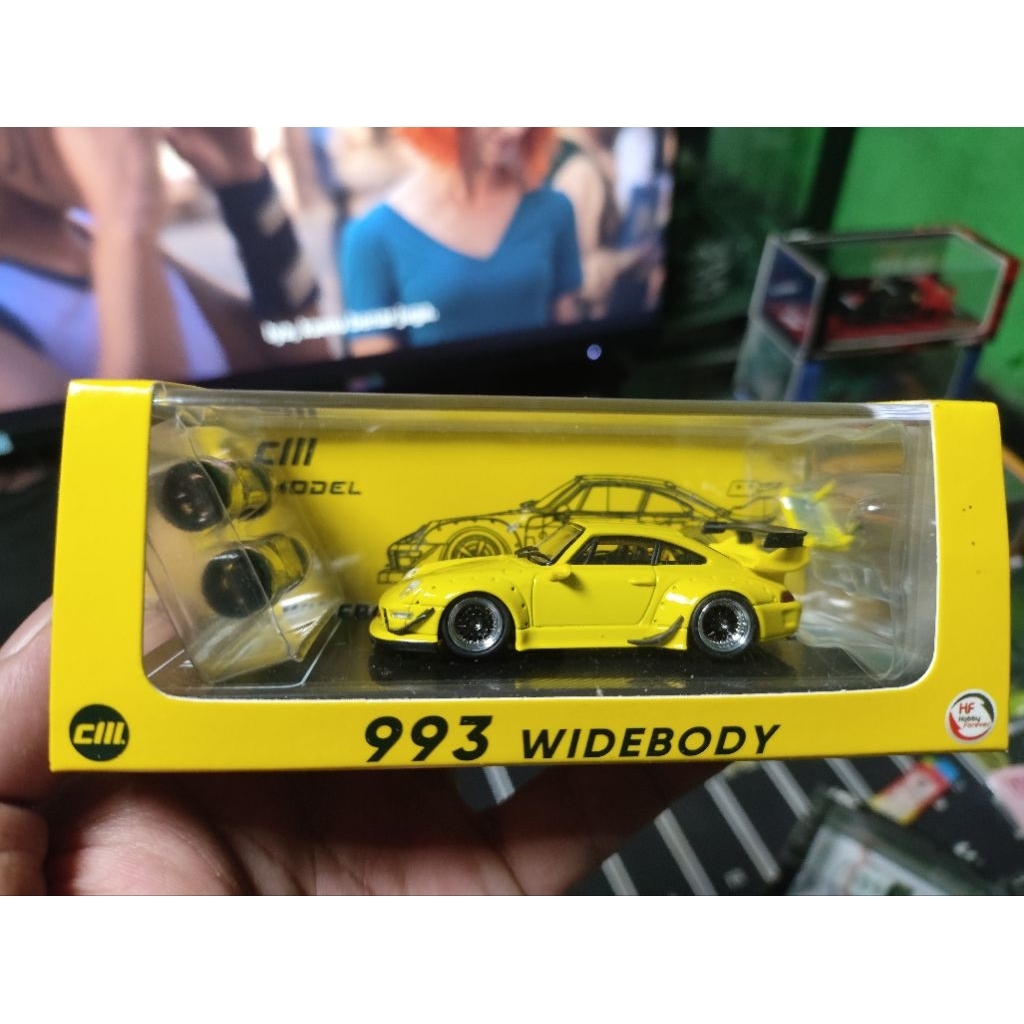 CM
MODEL
CM
993 WIDEBODY
HF
Hobby
Forever